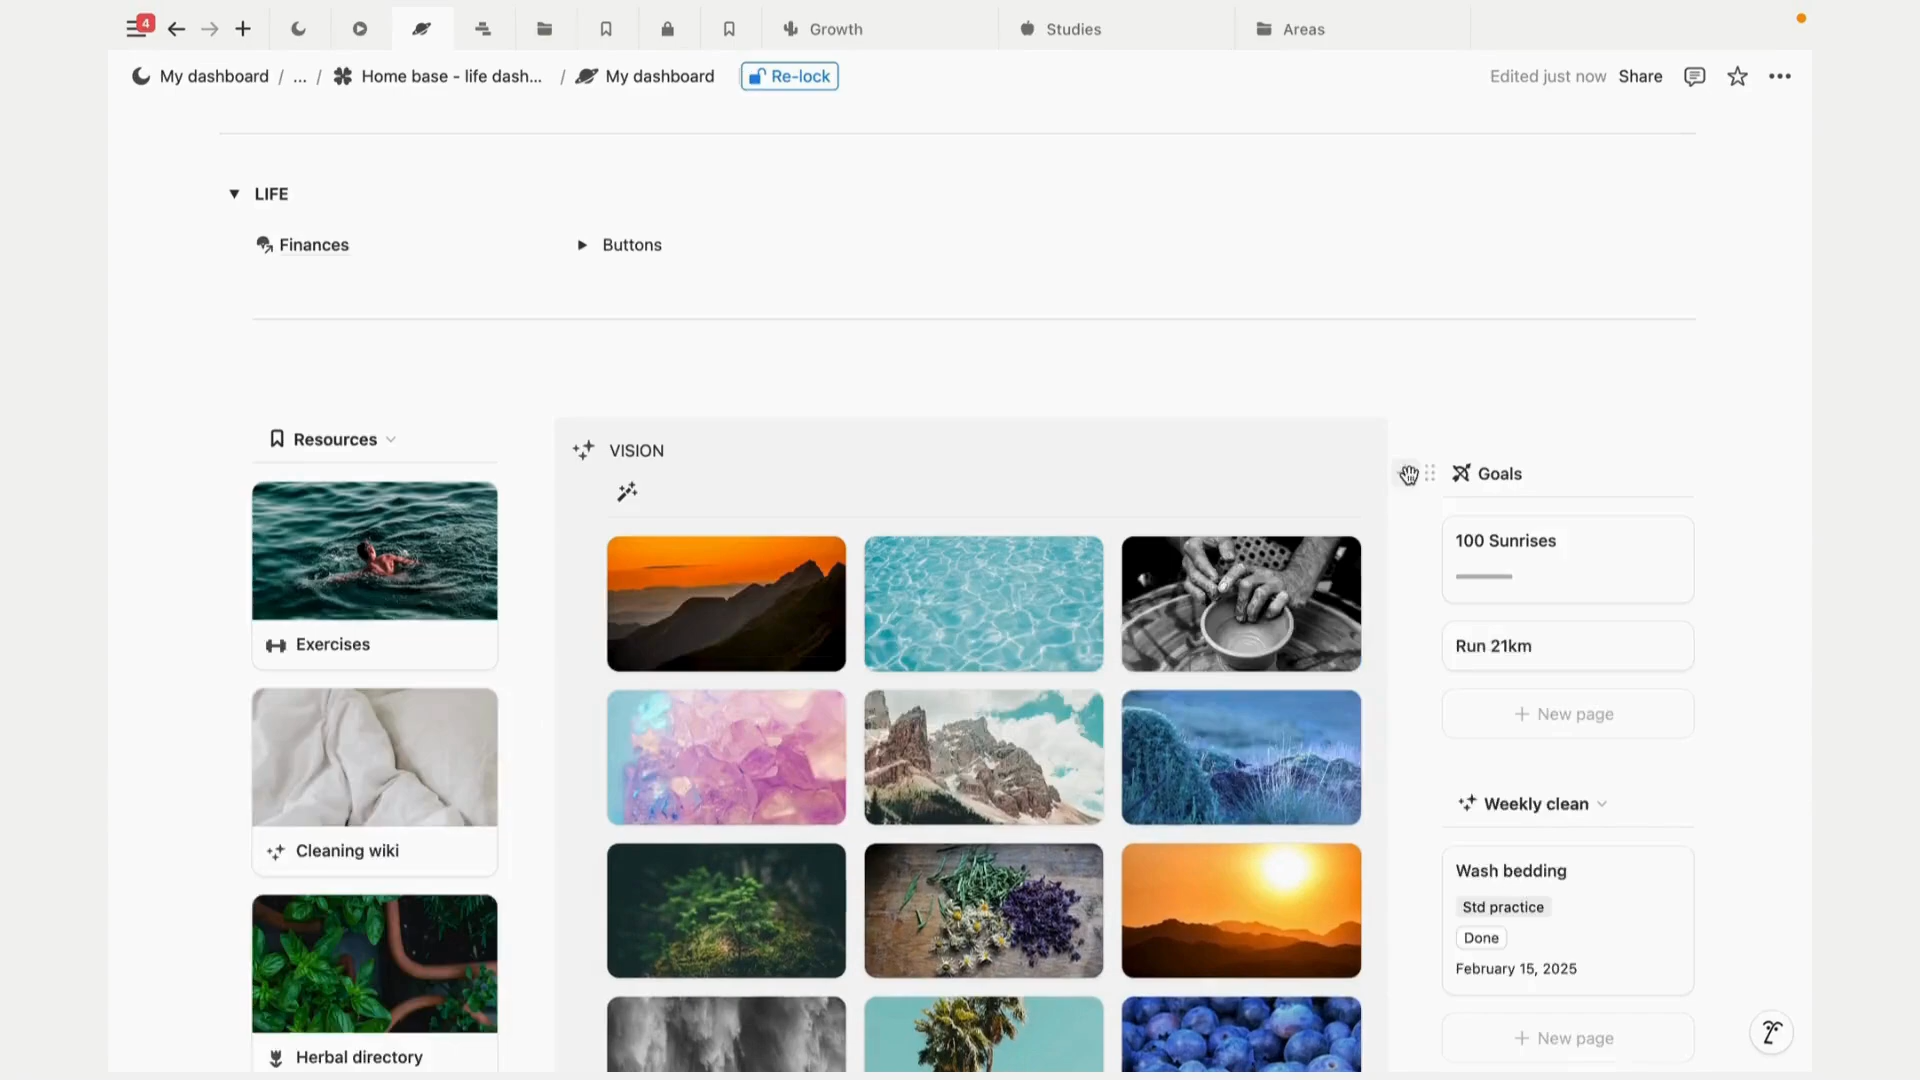 4
Growth
Studies
Areas
My dashboard / ... / Home base - life dash... / My dashboard Re-lock
Edited just now Share
LIFE
Finances
Buttons
Resources
Exercises
Cleaning wiki
Herbal directory
VISION
Goals
100 Sunrises
Run 21km
+ New page
Weekly clean
Wash bedding
Std practice
Done
February 15, 2025
+ New page